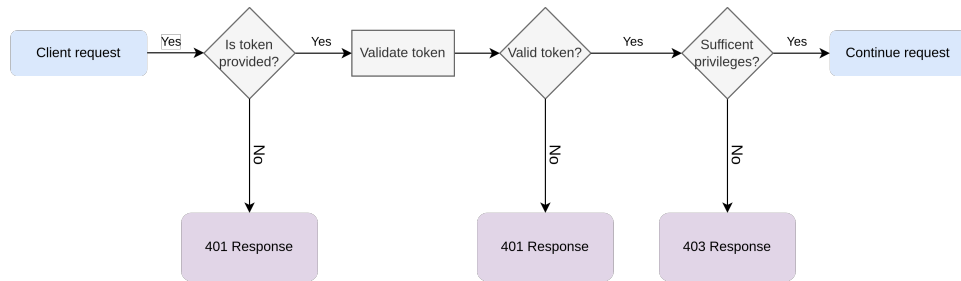 Client request
Yes
Is token
provided?
Yes
Validate token
Valid token?
Yes
Sufficent
privileges?
Yes
Continue request
No
No
No
401 Response
401 Response
403 Response